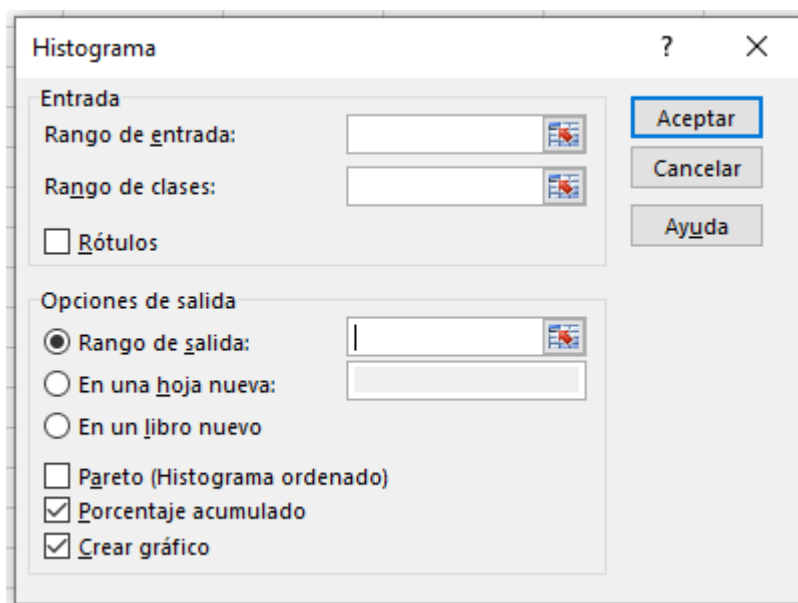 Histograma
?
Entrada
Rango de entrada:
Rango de clases:
Rótulos
Aceptar
Cancelar
Ayuda
Opciones de salida
Rango de salida:
En una hoja nueva:
En un libro nuevo
Pareto (Histograma ordenado)
Porcentaje acumulado
Crear gráfico